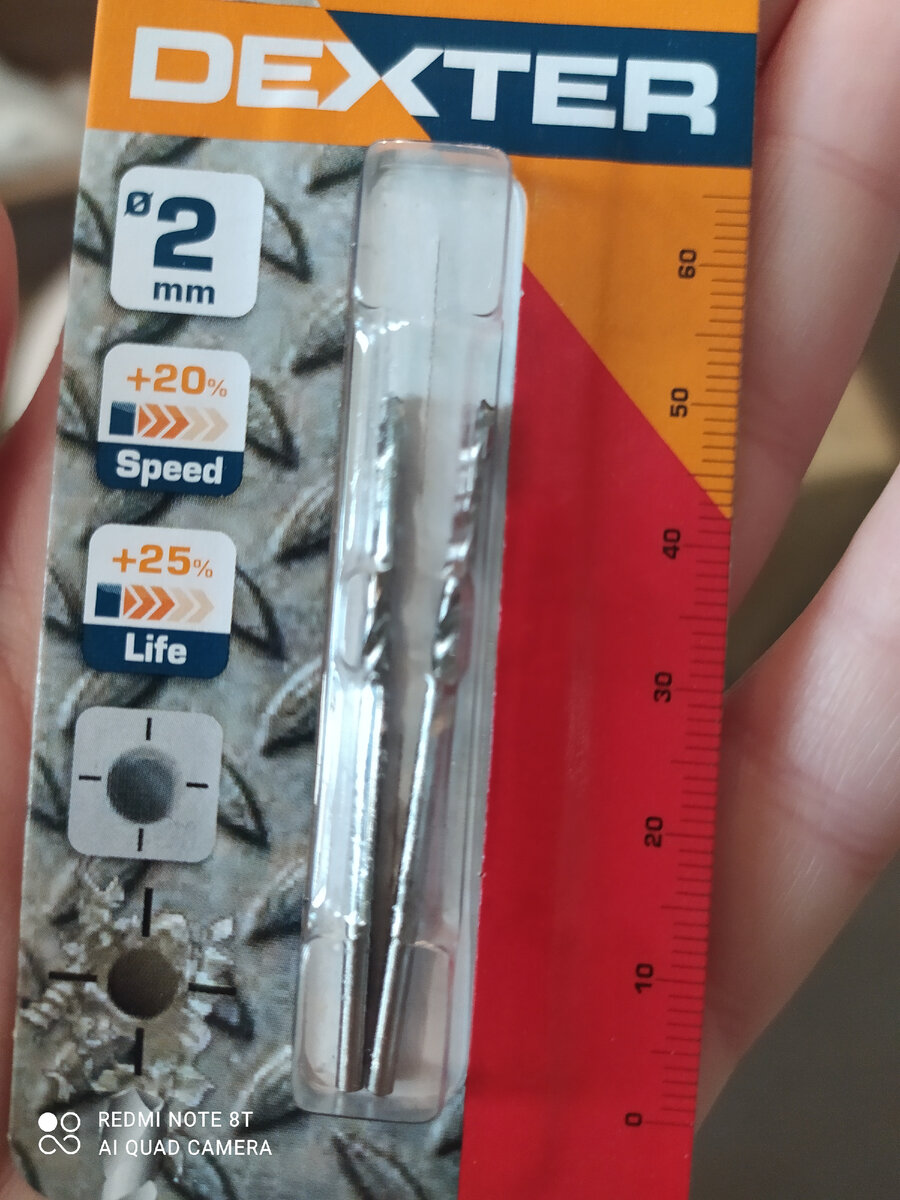 DEXTER
Ø 2
mm
+20%
Speed
+25%
Life
60
50
40
30
20
10
0
REDMI NOTE 8T
AI QUAD CAMERA